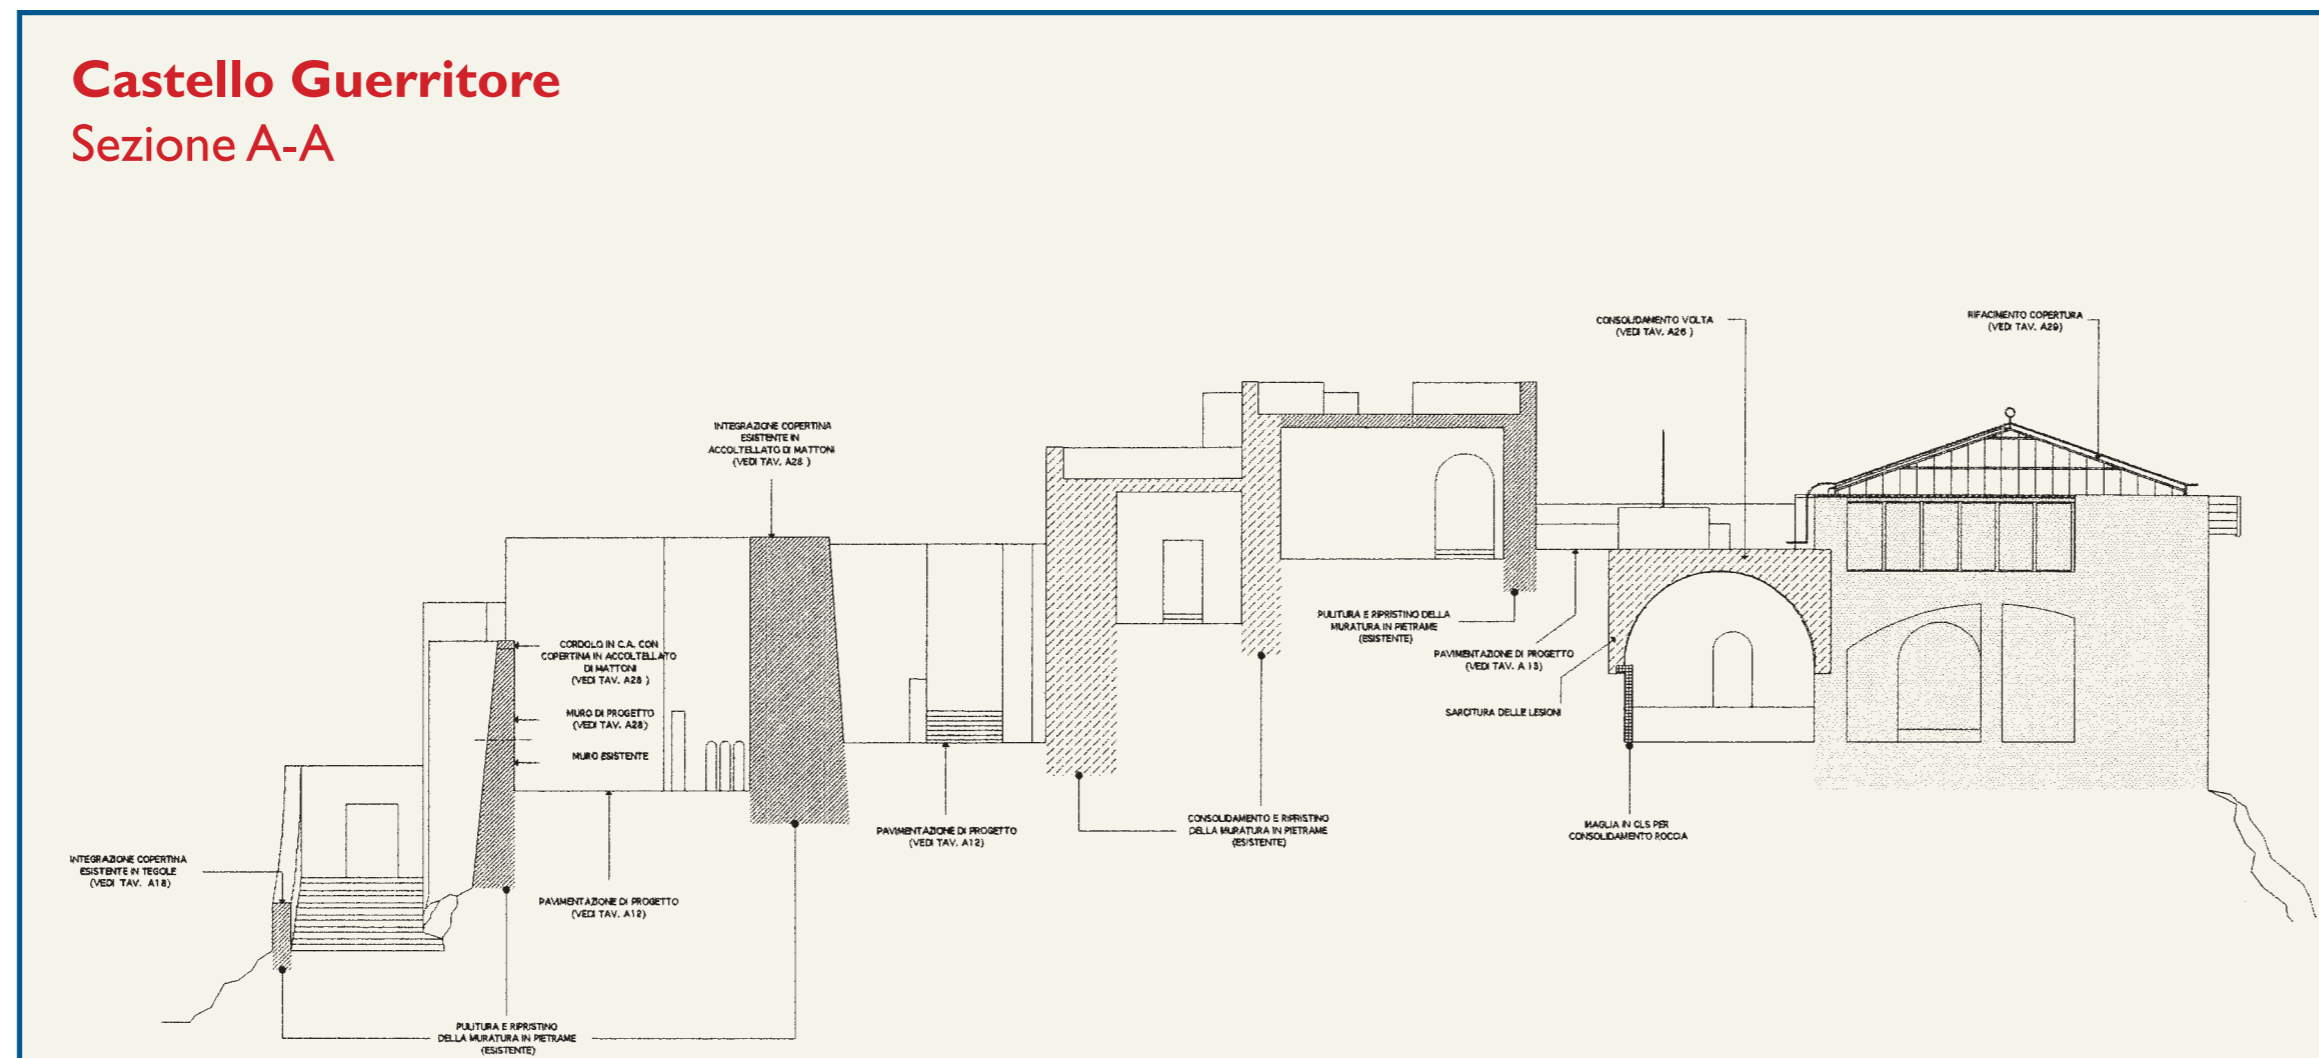 Castello Guerritore
Sezione A-A
CONSOLIDAMENTO VOLTA
(VEDI TAV. A26 )
RIFACIMENTO COPERTURA
(VEDI TAV. A29)
INTEGRAZIONE COPERTINA
ESISTENTE IN
ACCOLTELLATO DI MATTONI
(VEDI TAV. A28 )
CORDOLO IN C.A. CON
COPERTINA IN ACCOLTELLATO
DI MATTONI
(VEDI TAV. A28 )
MURO DI PROGETTO
(VEDI TAV. A28)
MURO ESISTENTE
PULITURA E RIPRISTINO DELLA
MURATURA IN PIETRAME
(ESISTENTE)
PAVIMENTAZIONE DI PROGETTO
(VEDI TAV. A 13)
SARCITURA DELLE LESIONI
CONSOLIDAMENTO E RIPRISTINO
DELLA MURATURA IN PIETRAME
(ESISTENTE)
MAGLIA IN CLS PER
CONSOLIDAMENTO ROCCIA
PAVIMENTAZIONE DI PROGETTO
(VEDI TAV. A12)
INTEGRAZIONE COPERTINA
ESISTENTE IN TEGOLE
(VEDI TAV. A18)
PAVIMENTAZIONE DI PROGETTO
(VEDI TAV. A12)
PULITURA E RIPRISTINO
DELLA MURATURA IN PIETRAME
(ESISTENTE)